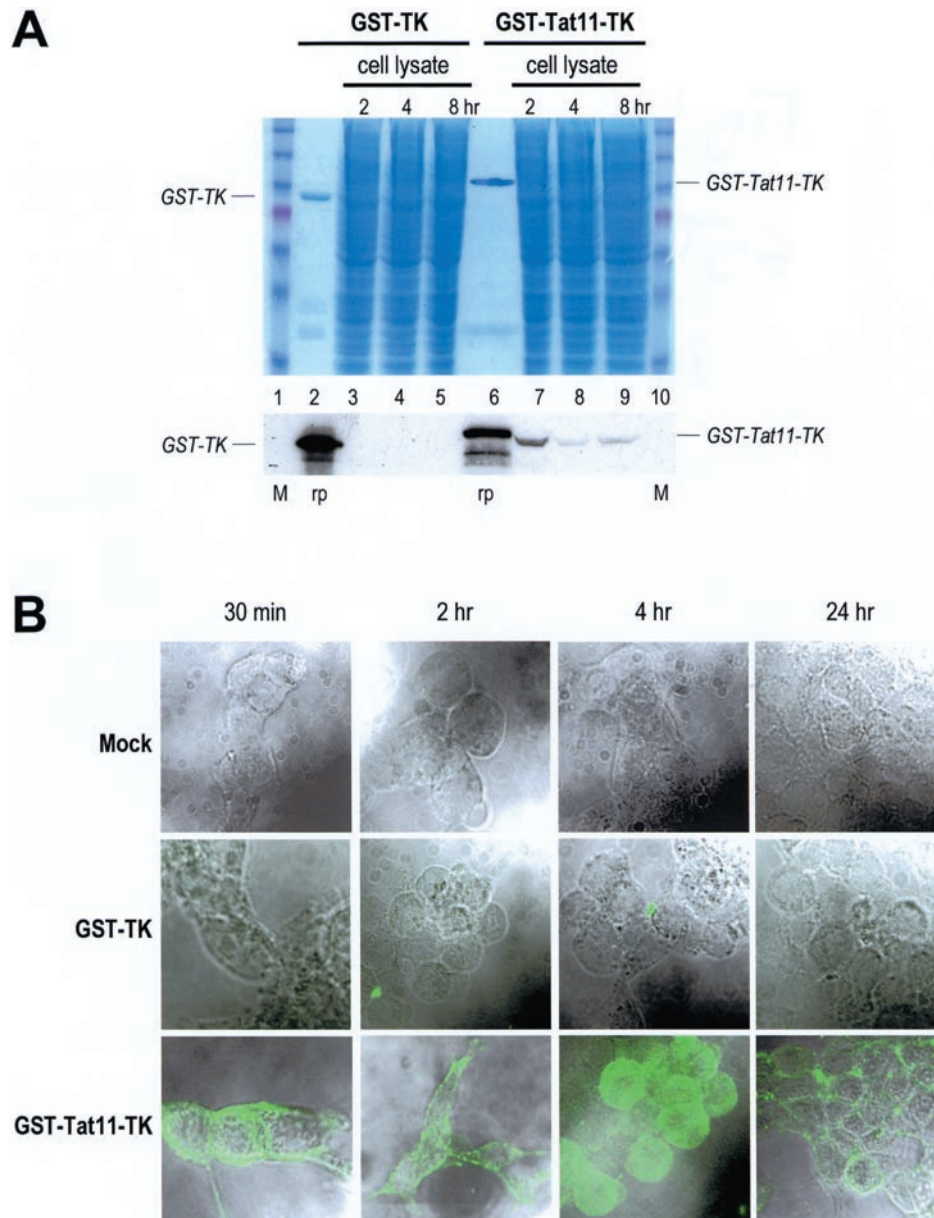 A
GST-TK GST-Tat11-TK
cell lysate cell lysate
2 4 8 hr 2 4 8 hr
GST-TK GST-Tat11-TK
1 2 3 4 5 6 7 8 9 10
GST-TK GST-Tat11-TK
M rp rp M
B
30 min 2 hr 4 hr 24 hr
Mock
GST-TK
GST-Tat11-TK